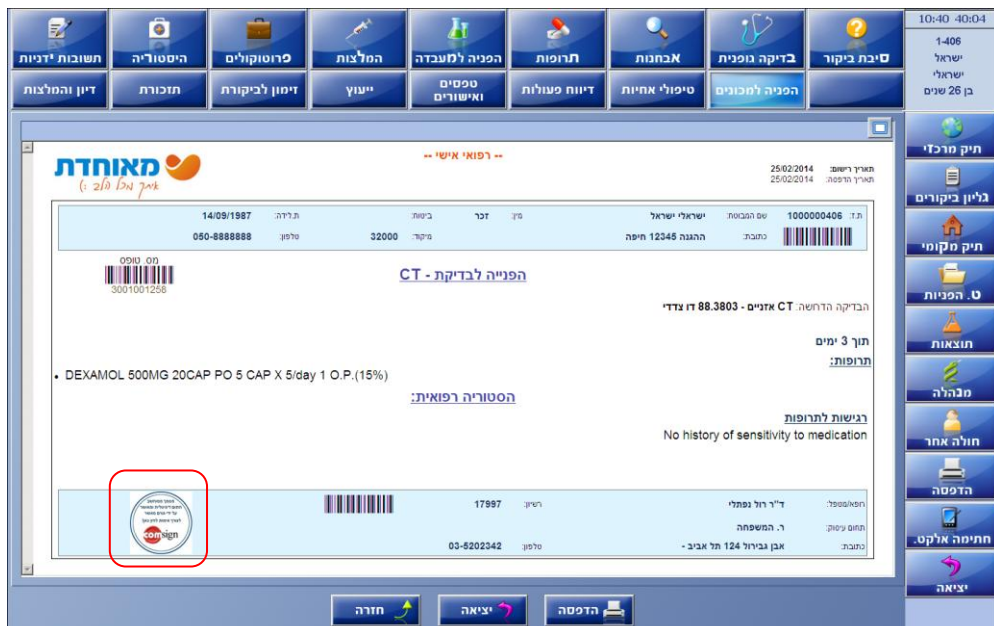 סיבת ביקור
בדיקה גופנית
אבחנות
תרופות
הפניה למעבדה
המלצות
פרוטוקולים
היסטוריה
תשובות ידניות
הפניה למכונים
טיפולי אחיות
דיווח פעולות
טפסים
ואישורים
ייעוץ
זימון לביקורת
תזכורת
דיון והמלצות
10:40 40:04
1-406
ישראל
ישראלי
בן 26 שנים
תיק מרכזי
גליון ביקורים
תיק מקומי
ט. הפניות
תוצאות
מנהלה
חולה אחר
הדפסה
חתימה אלקט.
יציאה
-- רפואי אישי --
מאוחדת
איתך מכל הלב :)
תאריך רישום: 25/02/2014
תאריך הדפסה: 25/02/2014
ת.ז: 1000000406 שם המבוטח: ישראלי ישראל מין: זכר ביטוח: ת.לידה: 14/09/1987
כתובת: ההגנה 12345 חיפה מיקוד: 32000 טלפון: 050-8888888
מס. טופס
3001001258
הפנייה לבדיקת - CT
הבדיקה הדרושה: CT אזניים - 88.3803 דו צדדי
תוך 3 ימים
תרופות:
• DEXAMOL 500MG 20CAP PO 5 CAP X 5/day 1 O.P.(15%)
הסטוריה רפואית:
רגישות לתרופות
No history of sensitivity to medication
רופא/מטפל: ד"ר רול נפתלי רשיון: 17997
תחום עיסוק: ר. המשפחה
כתובת: אבן גבירול 124 תל אביב - טלפון: 03-5202342
comsign
הדפסה
יציאה
חזרה